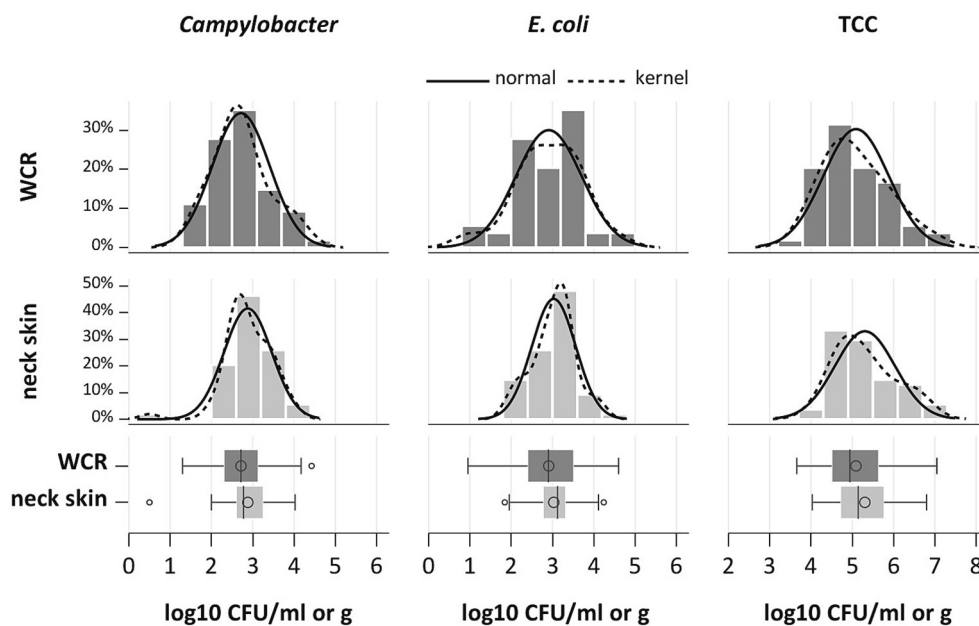 Campylobacter E. coli TCC
normal kernel
WCR
30%
20%
10%
0%
neck skin
50%
40%
30%
20%
10%
0%
WCR
neck skin
0 1 2 3 4 5 6 0 1 2 3 4 5 6 2 3 4 5 6 7 8
log10 CFU/ml or g log10 CFU/ml or g log10 CFU/ml or g